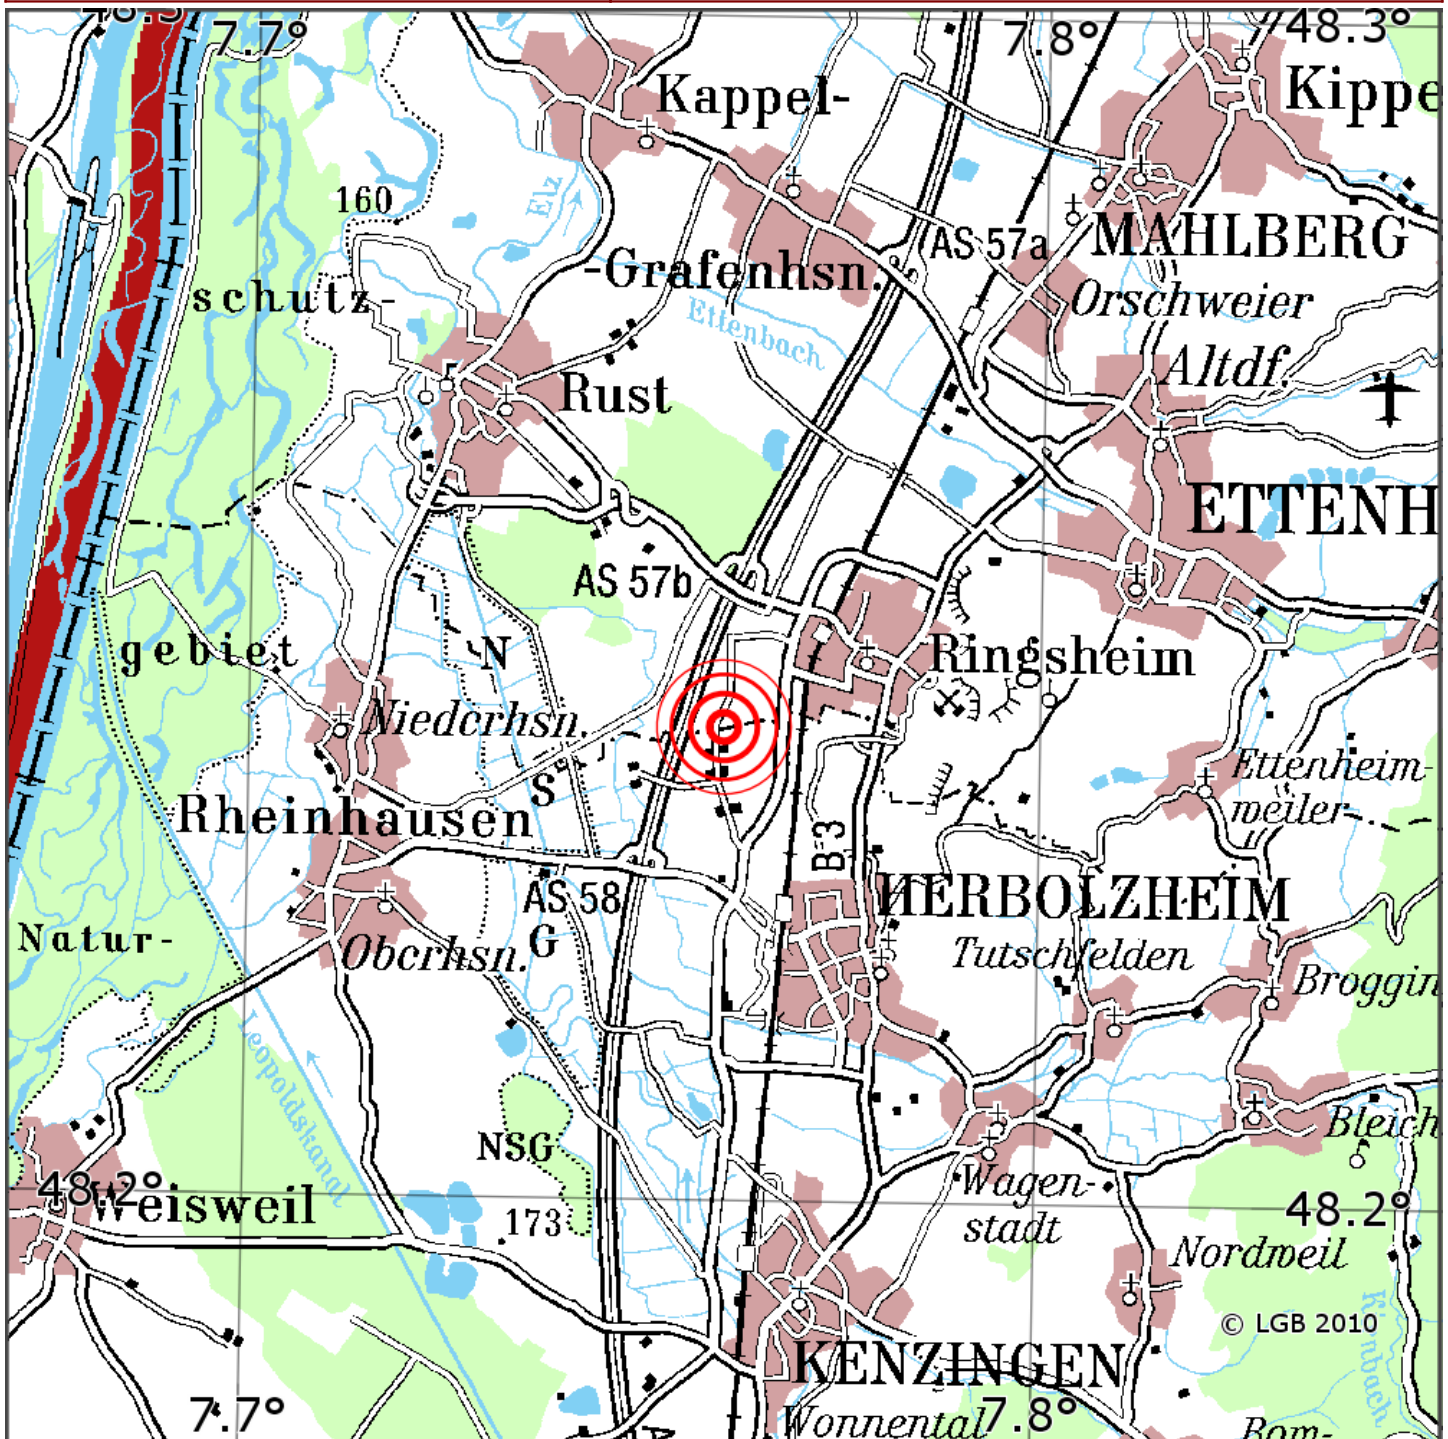 48.3
7.7°
7.8°
48.3°
Kappel-
Kippe
160
Elz
AS 57a
MAHLBERG
-Grafenhsn.
schutz-
Orschweier
Ettenbach
Altdf.
Rust
ETTENH
AS 57b
gebiet
N
Ringsheim
Niederhsn.
S
Ettenheim-
weiler
Rheinhausen
B 3
AS 58
HERBOLZHEIM
Natur-
G
Oberhsn.
Tutschfelden
Broggin
Leopoldskanal
NSG
Bleich
48.2°
Weisweil
173
Wagen-
stadt
48.2°
Nordweil
© LGB 2010
KENZINGEN
7.7°
Wonnental
7.8°
Bom-